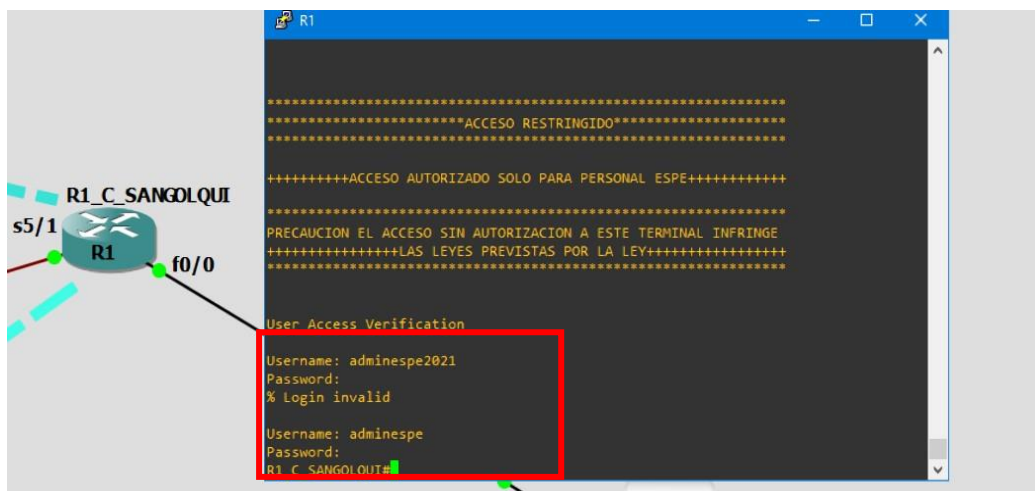 R1
*****************************************************************
************************ACCESO RESTRINGIDO*********************
*****************************************************************
++++++++++ACCESO AUTORIZADO SOLO PARA PERSONAL ESPE++++++++++++
*****************************************************************
PRECAUCION EL ACCESO SIN AUTORIZACION A ESTE TERMINAL INFRINGE
++++++++++++++++LAS LEYES PREVISTAS POR LA LEY+++++++++++++++++
*****************************************************************
User Access Verification
Username: adminespe2021
Password:
% Login invalid
Username: adminespe
Password:
R1_C_SANGOLQUI#
R1_C_SANGOLQUI
s5/1
R1
f0/0